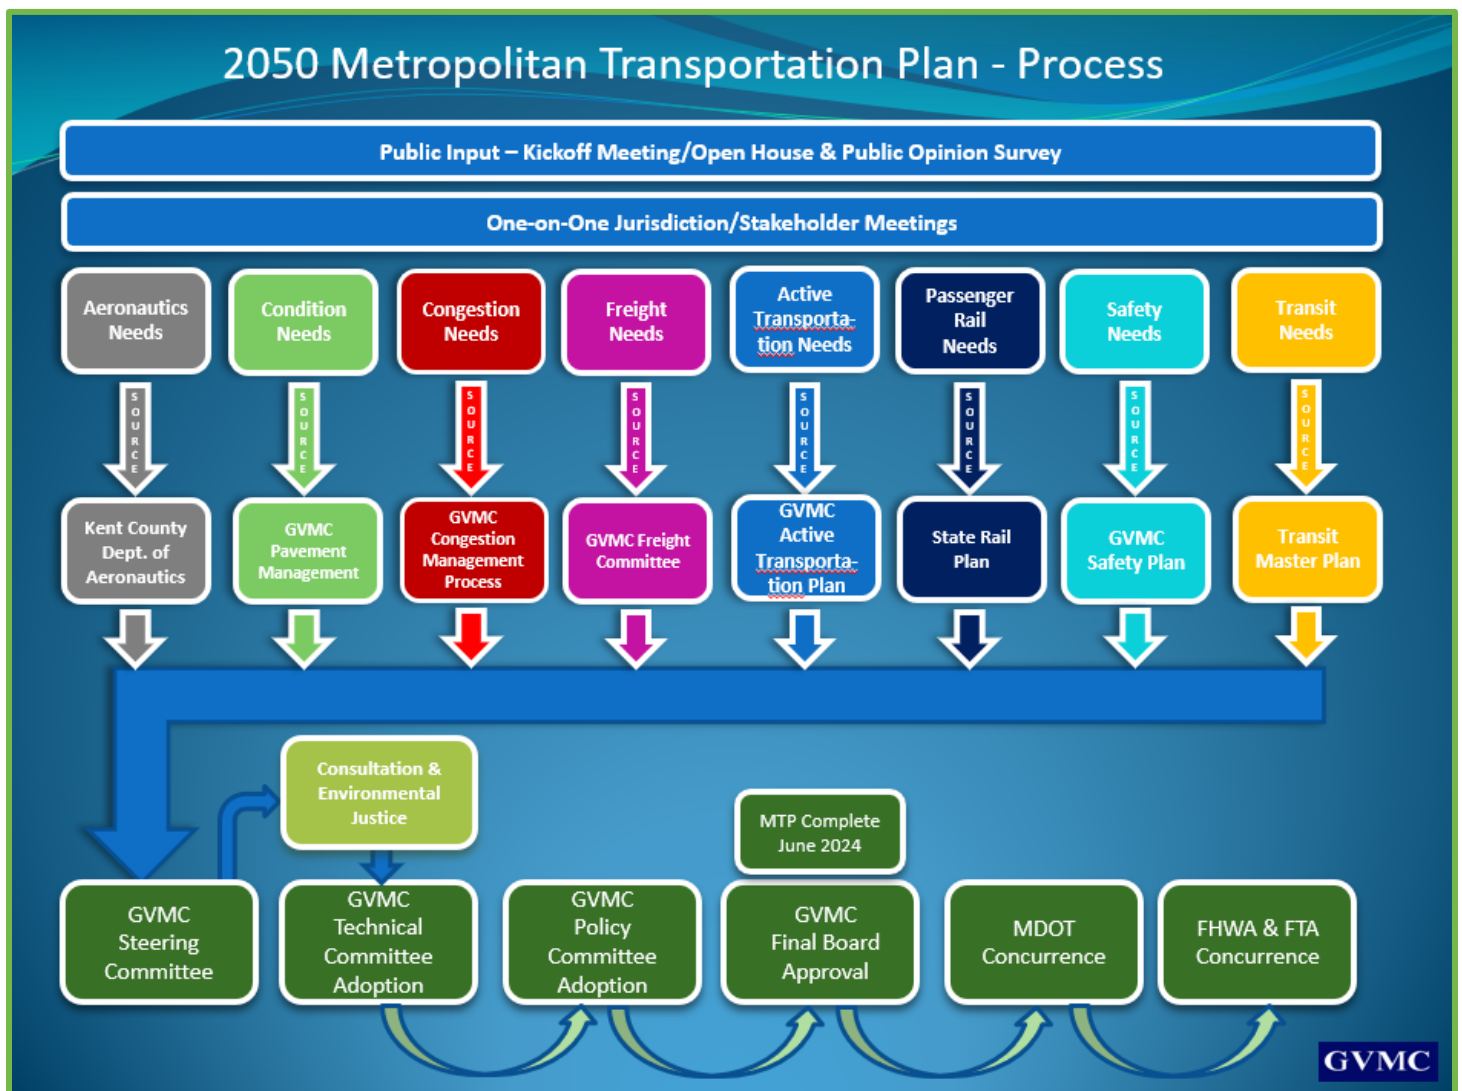 2050 Metropolitan Transportation Plan - Process
Public Input – Kickoff Meeting/Open House & Public Opinion Survey
One-on-One Jurisdiction/Stakeholder Meetings
Aeronautics
Needs
Condition
Needs
Congestion
Needs
Freight
Needs
Active
Transporta-
tion Needs
Passenger
Rail
Needs
Safety
Needs
Transit
Needs
SOURCE
SOURCE
SOURCE
SOURCE
SOURCE
SOURCE
SOURCE
SOURCE
Kent County
Dept. of
Aeronautics
GVMC
Pavement
Management
GVMC
Congestion
Management
Process
GVMC Freight
Committee
GVMC
Active
Transporta-
tion Plan
State Rail
Plan
GVMC
Safety Plan
Transit
Master Plan
Consultation &
Environmental
Justice
MTP Complete
June 2024
GVMC
Steering
Committee
GVMC
Technical
Committee
Adoption
GVMC
Policy
Committee
Adoption
GVMC
Final Board
Approval
MDOT
Concurrence
FHWA & FTA
Concurrence
GVMC